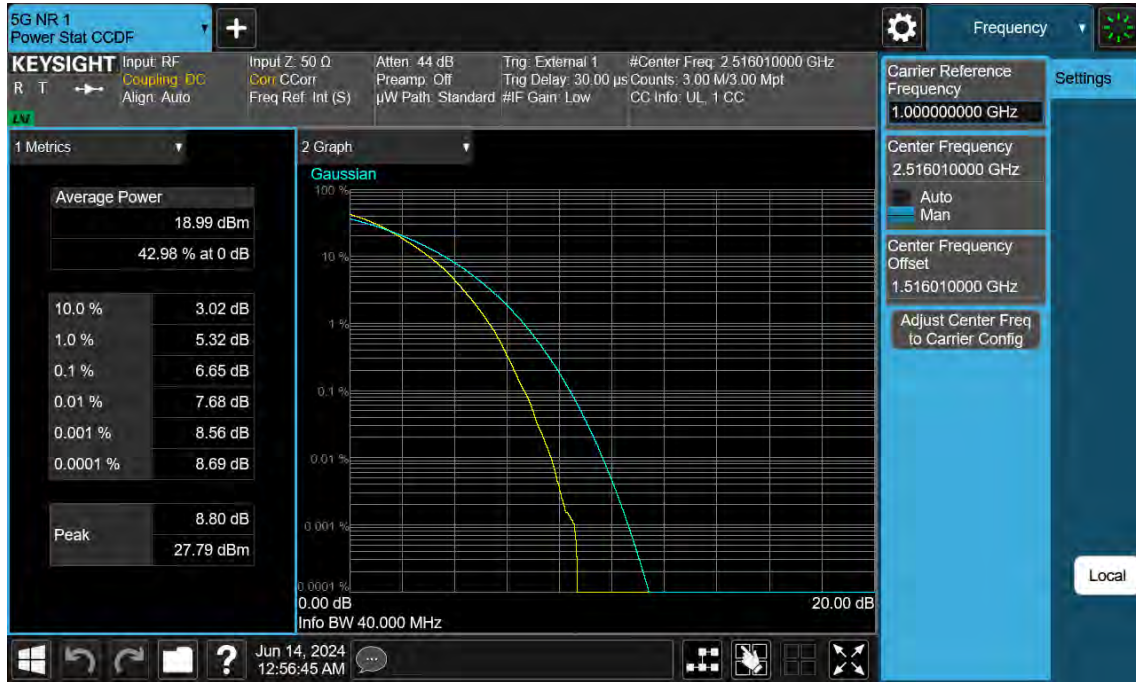 5G NR 1
Power Stat CCDF
+
Frequency
KEYSIGHT
R T
LXI
Input: RF
Coupling: DC
Align: Auto
Input Z: 50 Ω
Corr CCorr
Freq Ref: Int (S)
Atten: 44 dB
Preamp: Off
µW Path: Standard
Trig: External 1
Trig Delay: 30.00 µs
#IF Gain: Low
#Center Freq: 2.516010000 GHz
Counts: 3.00 M/3.00 Mpt
CC Info: UL, 1 CC
Carrier Reference
Frequency
1.000000000 GHz
Settings
Center Frequency
2.516010000 GHz
Auto
Man
Center Frequency
Offset
1.516010000 GHz
Adjust Center Freq
to Carrier Config
Local
1 Metrics
Average Power
18.99 dBm
42.98 % at 0 dB
10.0 % 3.02 dB
1.0 % 5.32 dB
0.1 % 6.65 dB
0.01 % 7.68 dB
0.001 % 8.56 dB
0.0001 % 8.69 dB
Peak
8.80 dB
27.79 dBm
2 Graph
Gaussian
100 %
10 %
1 %
0.1 %
0.01 %
0.001 %
0.0001 %
0.00 dB 20.00 dB
Info BW 40.000 MHz
?
Jun 14, 2024
12:56:45 AM